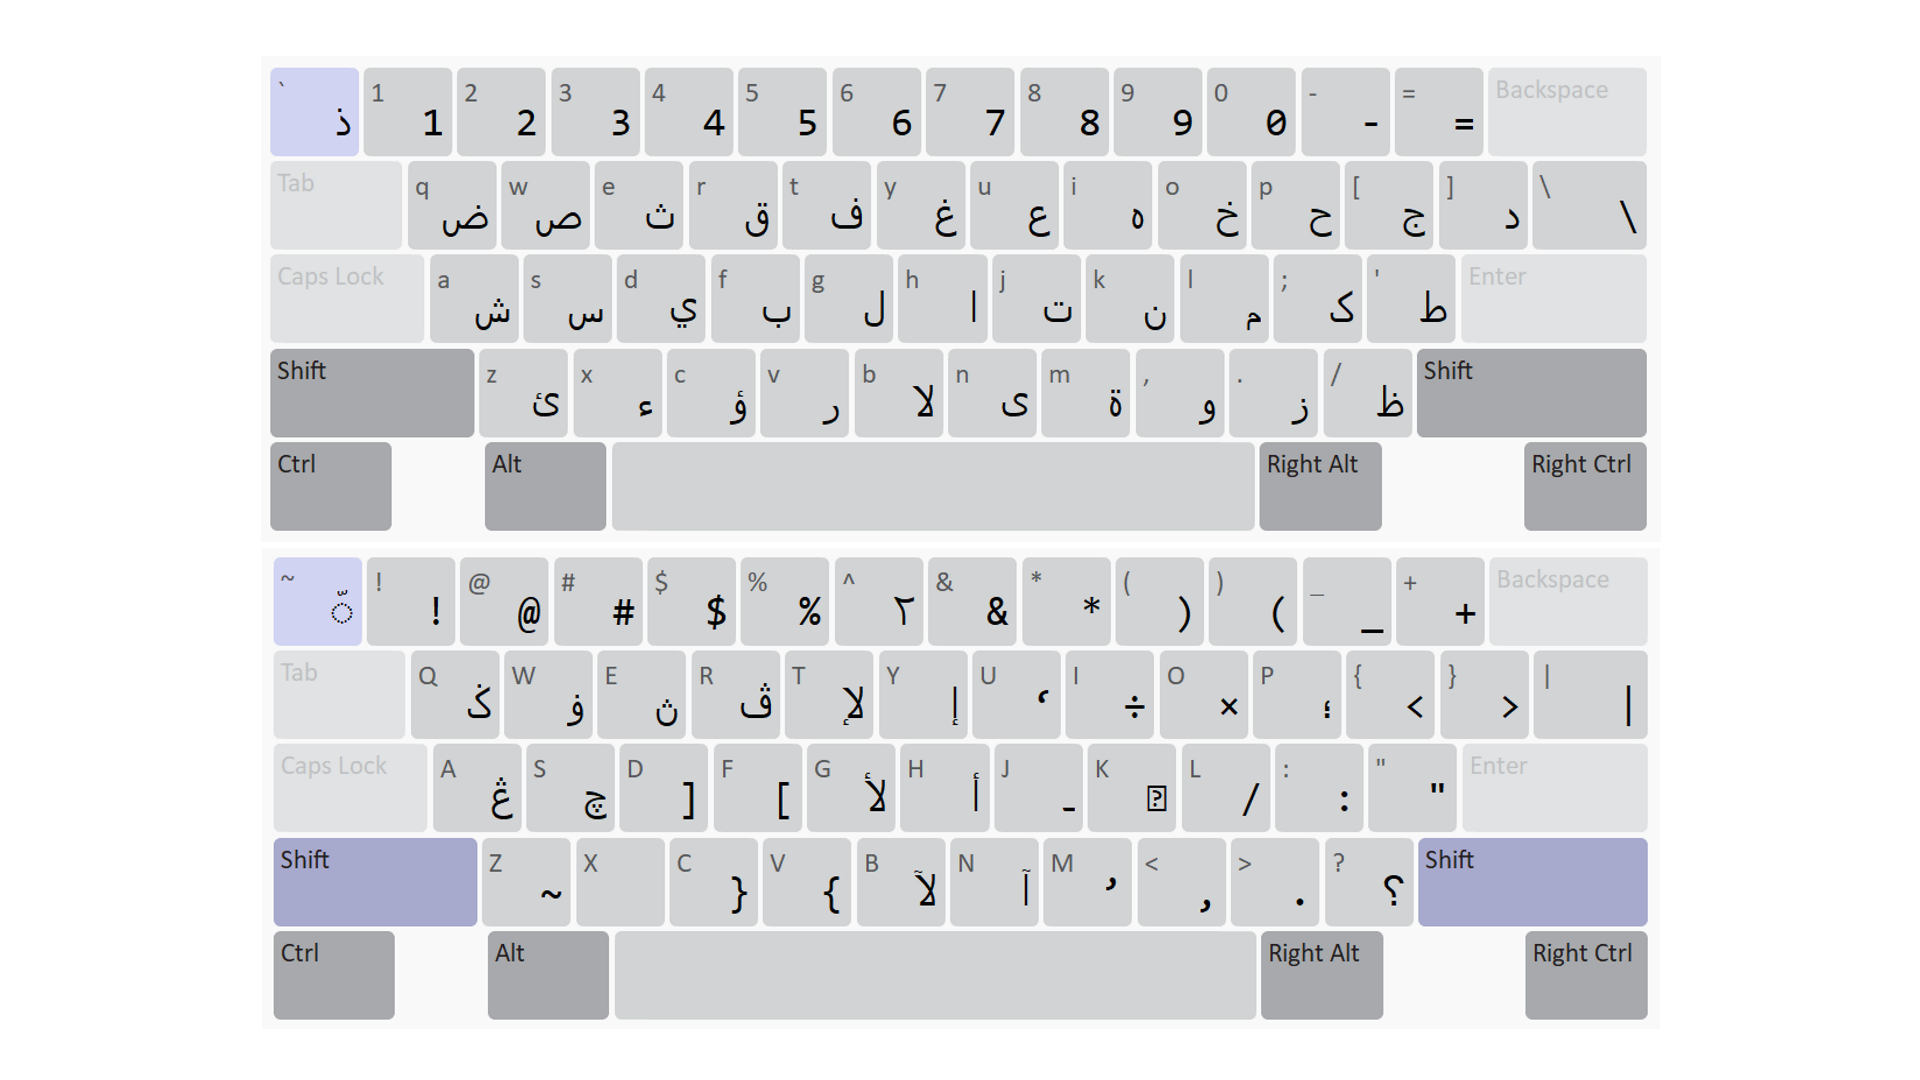 ` ذ 1 1 2 2 3 3 4 4 5 5 6 6 7 7 8 8 9 9 0 0 - - = = Backspace
Tab q ض w ص e ث r ق t ف y غ u ع i ه o خ p ح [ ج ] د \ \
Caps Lock a ش s س d ي f ب g ل h ا j ت k ن l م ; ک ' ط Enter
Shift z ئ x ء c ؤ v ر b لا n ى m ة , و . ز / ظ Shift
Ctrl Alt Right Alt Right Ctrl
~ ّ ! ! @ @ # # $ $ % % ^ ٢ & & * * ( ) ) ( _ _ + + Backspace
Tab Q ݢ W ۏ E ڽ R ڤ T لإ Y إ U ‘ I ÷ O × P ؛ { < } > | |
Caps Lock A ڠ S چ D ] F [ G لأ H أ J ـ K L / : : " " Enter
Shift Z ~ X C } V { B لآ N آ M ’ < , > . ? ؟ Shift
Ctrl Alt Right Alt Right Ctrl